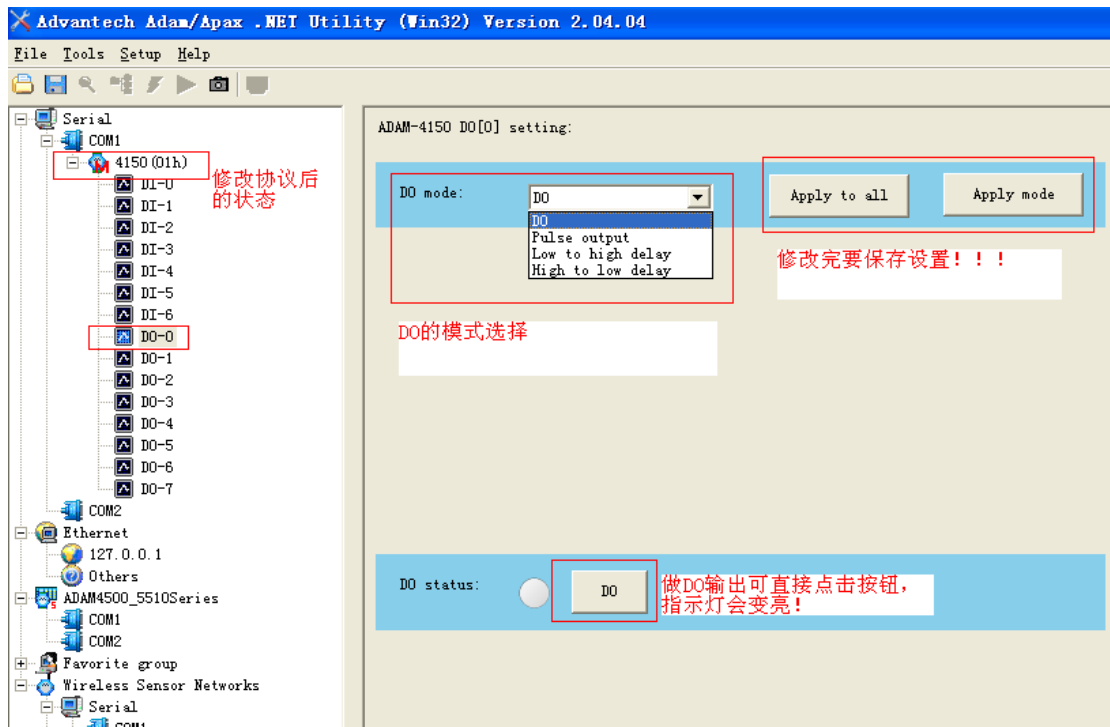 Advantech Adam/Apax .NET Utility (Win32) Version 2.04.04
File Tools Setup Help
Serial
COM1
4150(01h)
修改协议后
的状态
DI-0
DI-1
DI-2
DI-3
DI-4
DI-5
DI-6
DO-0
DO-1
DO-2
DO-3
DO-4
DO-5
DO-6
DO-7
COM2
Ethernet
127.0.0.1
Others
ADAM4500_5510Series
COM1
COM2
Favorite group
Wireless Sensor Networks
Serial
COM1
ADAM-4150 DO[0] setting:
DO mode:
DO
DO
Pulse output
Low to high delay
High to low delay
Apply to all
Apply mode
修改完要保存设置！！！
DO的模式选择
DO status:
DO
做DO输出可直接点击按钮，
指示灯会变亮！